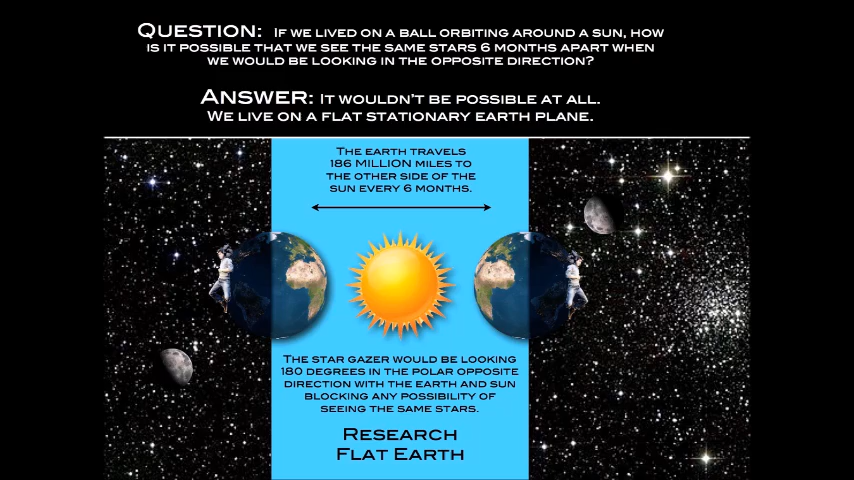 QUESTION: IF WE LIVED ON A BALL ORBITING AROUND A SUN, HOW
IS IT POSSIBLE THAT WE SEE THE SAME STARS 6 MONTHS APART WHEN
WE WOULD BE LOOKING IN THE OPPOSITE DIRECTION?
ANSWER: IT WOULDN'T BE POSSIBLE AT ALL.
WE LIVE ON A FLAT STATIONARY EARTH PLANE.
THE EARTH TRAVELS
186 MILLION MILES TO
THE OTHER SIDE OF THE
SUN EVERY 6 MONTHS.
THE STAR GAZER WOULD BE LOOKING
180 DEGREES IN THE POLAR OPPOSITE
DIRECTION WITH THE EARTH AND SUN
BLOCKING ANY POSSIBILITY OF
SEEING THE SAME STARS.
RESEARCH
FLAT EARTH